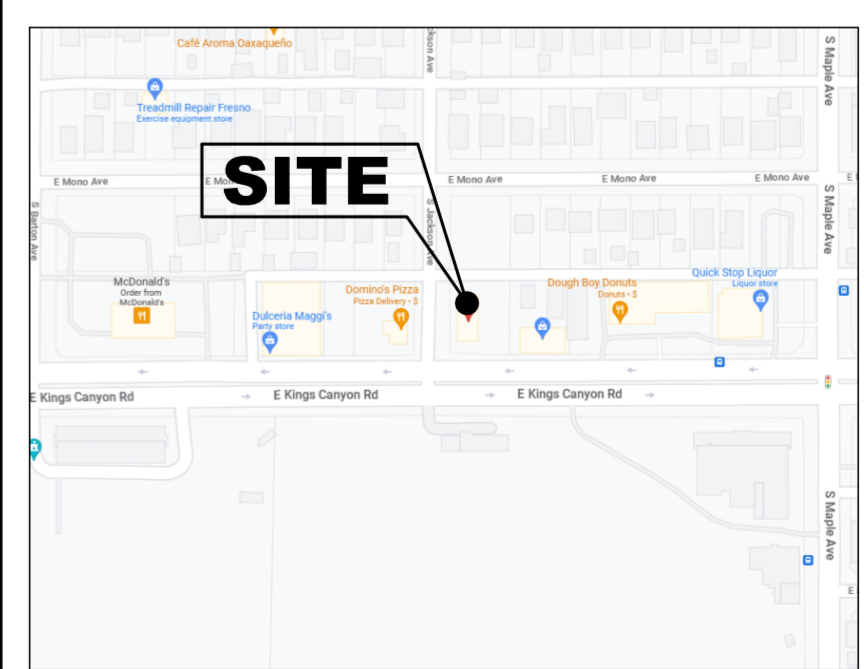 Café Aroma Oaxaqueño
kson Ave
S Maple Ave
Treadmill Repair Fresno
Exercise equipment store
SITE
E Mono Ave
E Mon
E Mono Ave
E Mono Ave
E Mono Ave
E
S Barton Ave
S Jackson Ave
S Maple Ave
McDonald's
Order from
McDonald's
Domino's Pizza
Pizza Delivery • $
Dulceria Maggi's
Party store
Dough Boy Donuts
Donuts • $
Quick Stop Liquor
Liquor store
E Kings Canyon Rd
E Kings Canyon Rd
E Kings Canyon Rd
S Maple Ave
E